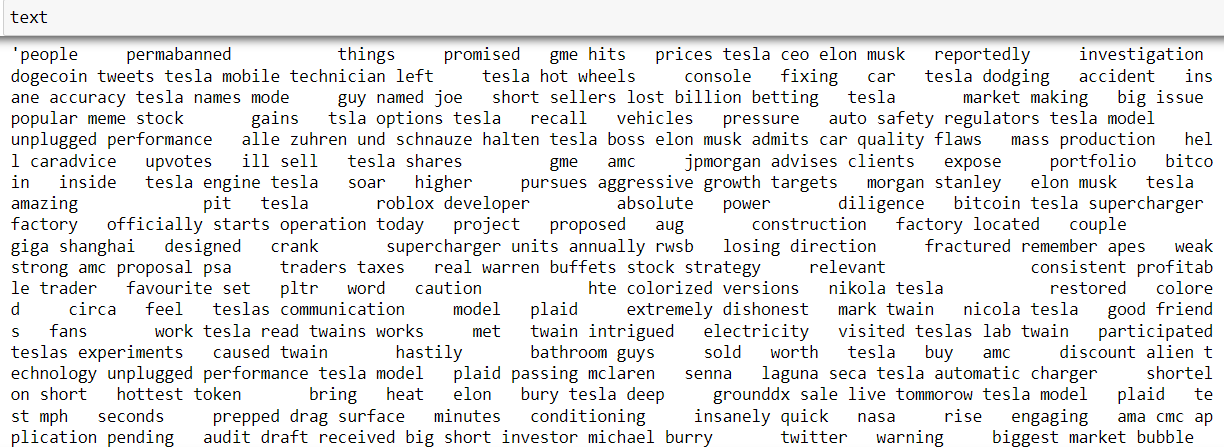 text
'people permabanned things promised gme hits prices tesla ceo elon musk reportedly investigation
dogecoin tweets tesla mobile technician left tesla hot wheels console fixing car tesla dodging accident ins
ane accuracy tesla names mode guy named joe short sellers lost billion betting tesla market making big issue
popular meme stock gains tsla options tesla recall vehicles pressure auto safety regulators tesla model
unplugged performance alle zuhren und schnauze halten tesla boss elon musk admits car quality flaws mass production hel
l caradvice upvotes ill sell tesla shares gme amc jpmorgan advises clients expose portfolio bitco
in inside tesla engine tesla soar higher pursues aggressive growth targets morgan stanley elon musk tesla
amazing pit tesla roblox developer absolute power diligence bitcoin tesla supercharger
factory officially starts operation today project proposed aug construction factory located couple
giga shanghai designed crank supercharger units annually rwsb losing direction fractured remember apes weak
strong amc proposal psa traders taxes real warren buffets stock strategy relevant consistent profitab
le trader favourite set pltr word caution hte colorized versions nikola tesla restored colore
d circa feel teslas communication model plaid extremely dishonest mark twain nicola tesla good friend
s fans work tesla read twains works met twain intrigued electricity visited teslas lab twain participated
teslas experiments caused twain hastily bathroom guys sold worth tesla buy amc discount alien t
echnology unplugged performance tesla model plaid passing mclaren senna laguna seca tesla automatic charger shortel
on short hottest token bring heat elon bury tesla deep grounddx sale live tommorow tesla model plaid te
st mph seconds prepped drag surface minutes conditioning insanely quick nasa rise engaging ama cmc ap
plication pending audit draft received big short investor michael burry twitter warning biggest market bubble